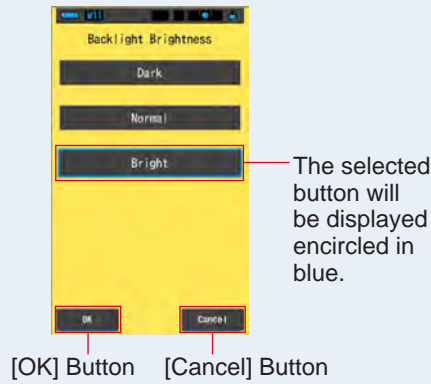 Backlight Brightness
Dark
Normal
Bright
The selected
button will
be displayed
encircled in
blue.
OK
Cancel
[OK] Button
[Cancel] Button